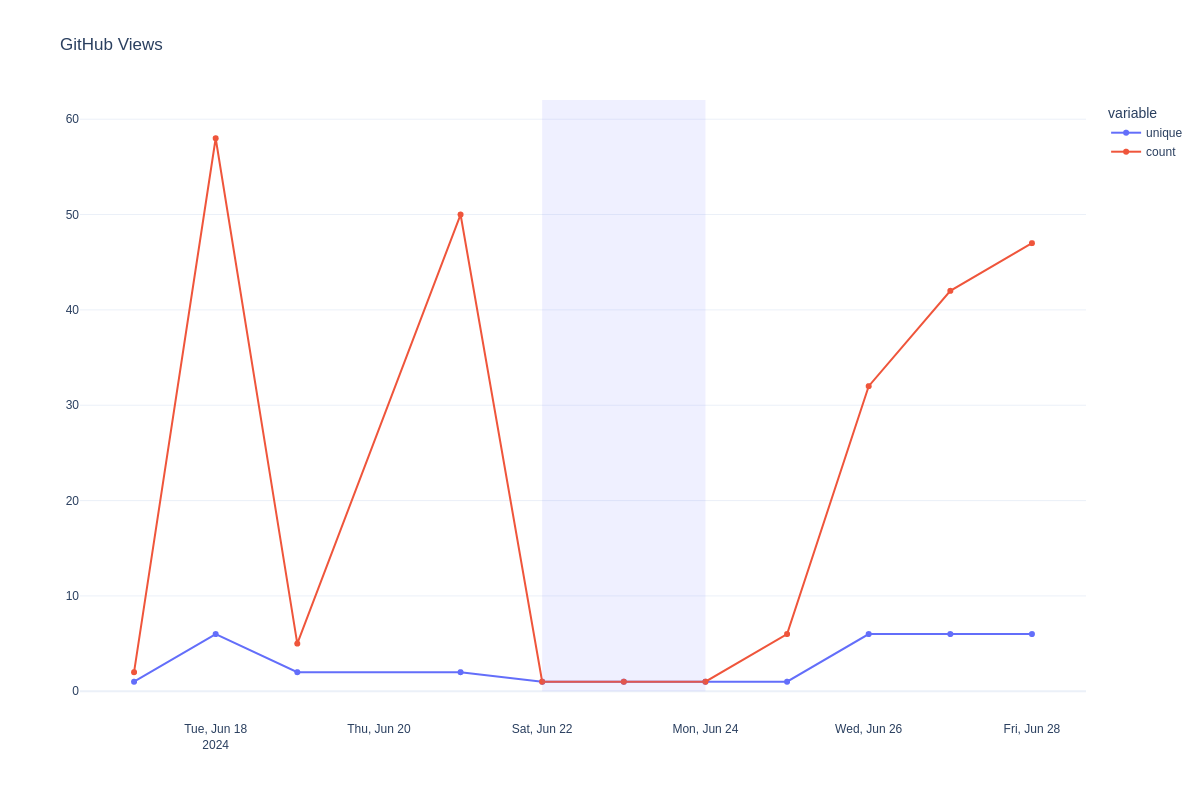 GitHub Views
variable
unique
count
60
50
40
30
20
10
0
Tue, Jun 18
2024
Thu, Jun 20
Sat, Jun 22
Mon, Jun 24
Wed, Jun 26
Fri, Jun 28